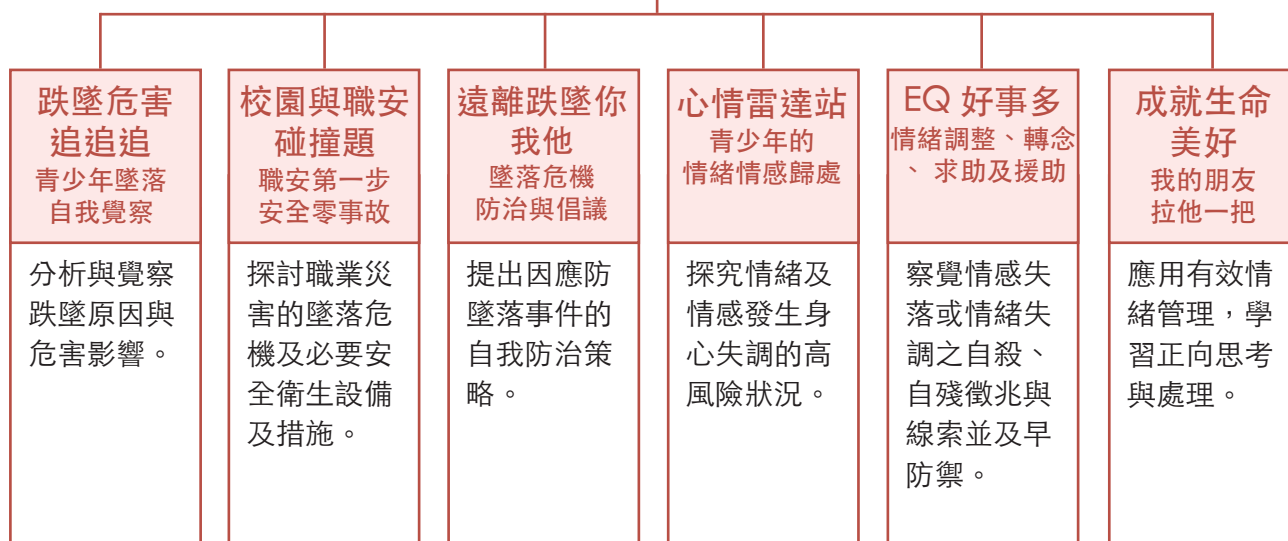 跌墜危害
追追追
青少年墜落
自我覺察
分析與覺察
跌墜原因與
危害影響。
校園與職安
碰撞題
職安第一步
安全零事故
探討職業災
害的墜落危
機及必要安
全衛生設備
及措施。
遠離跌墜你
我他
墜落危機
防治與倡議
提出因應防
墜落事件的
自我防治策
略。
心情雷達站
青少年的
情緒情感歸處
探究情緒及
情感發生身
心失調的高
風險狀況。
EQ 好事多
情緒調整、轉念
、求助及援助
察覺情感失
落或情緒失
調之自殺、
自殘徵兆與
線索並及早
防禦。
成就生命
美好
我的朋友
拉他一把
應用有效情
緒管理，學
習正向思考
與處理。